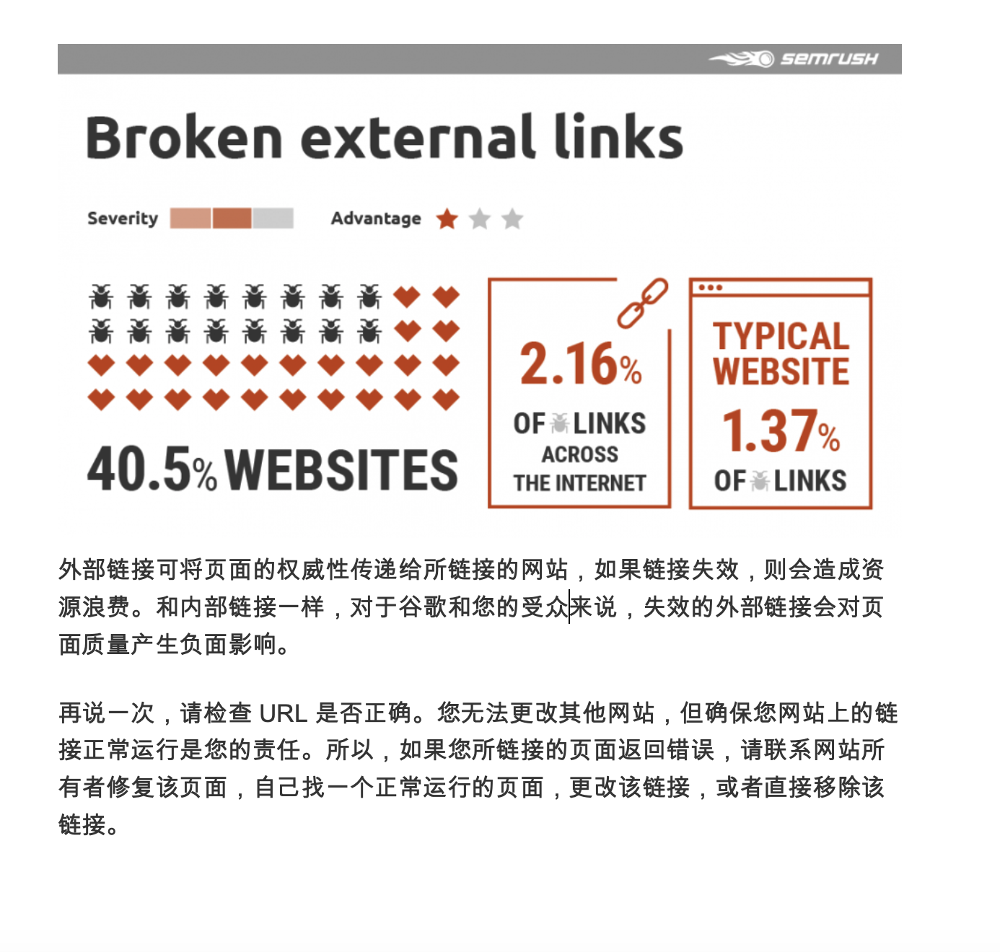 semrush
Broken external links
Severity Advantage
40.5% WEBSITES
2.16%
OF LINKS
ACROSS
THE INTERNET
TYPICAL
WEBSITE
1.37%
OF LINKS
外部链接可将页面的权威性传递给所链接的网站，如果链接失效，则会造成资
源浪费。和内部链接一样，对于谷歌和您的受众来说，失效的外部链接会对页
面质量产生负面影响。
再说一次，请检查 URL 是否正确。您无法更改其他网站，但确保您网站上的链
接正常运行是您的责任。所以，如果您所链接的页面返回错误，请联系网站所
有者修复该页面，自己找一个正常运行的页面，更改该链接，或者直接移除该
链接。